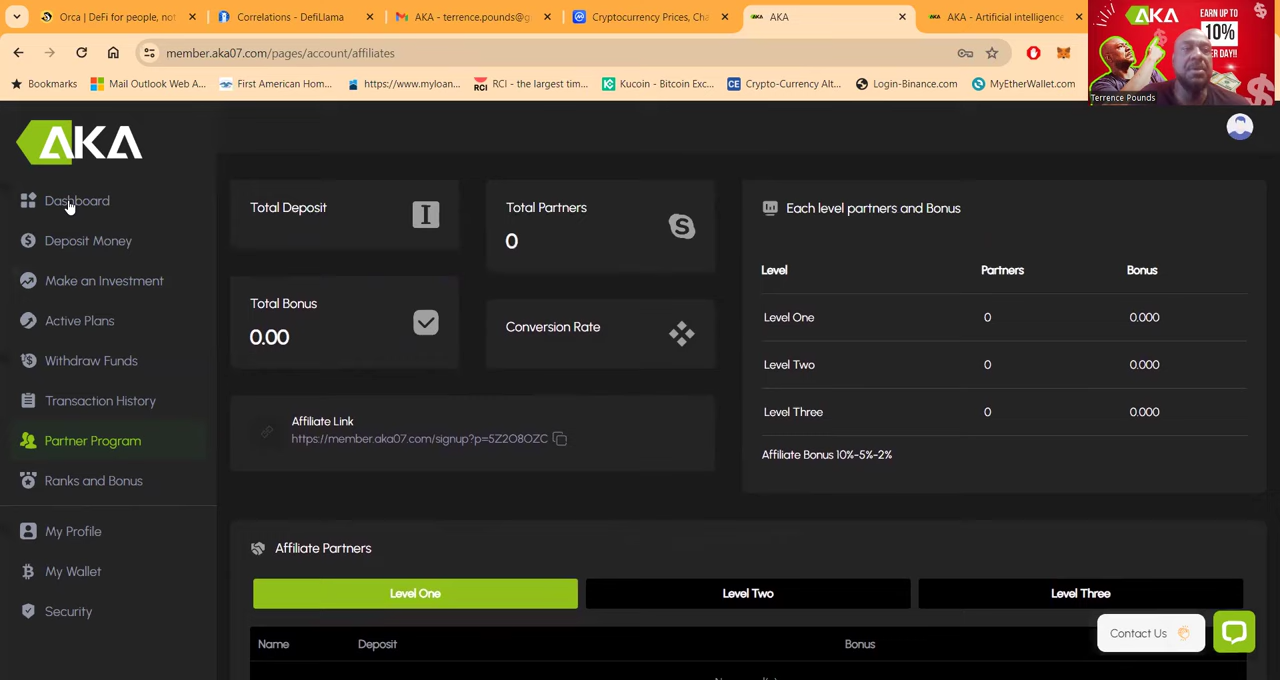 Orca | DeFi for people, not
Correlations - DefiLlama
AKA - terrence.pounds@g
Cryptocurrency Prices, Cha
AKA
AKA - Artificial intelligence
member.aka07.com/pages/account/affiliates
Bookmarks
Mail Outlook Web A...
First American Hom...
https://www.myloan...
RCI - the largest tim...
Kucoin - Bitcoin Exc...
Crypto-Currency Alt...
Login-Binance.com
MyEtherWallet.com
AKA
EARN UP TO
10%
PER DAY!!
Terrence Pounds
AKA
Dashboard
Deposit Money
Make an Investment
Active Plans
Withdraw Funds
Transaction History
Partner Program
Ranks and Bonus
My Profile
My Wallet
Security
Total Deposit
Total Partners
0
Total Bonus
0.00
Conversion Rate
Affiliate Link
https://member.aka07.com/signup?p=5Z2O8OZC
Each level partners and Bonus
Level Partners Bonus
Level One 0 0.000
Level Two 0 0.000
Level Three 0 0.000
Affiliate Bonus 10%-5%-2%
Affiliate Partners
Level One Level Two Level Three
Name Deposit Bonus
Contact Us